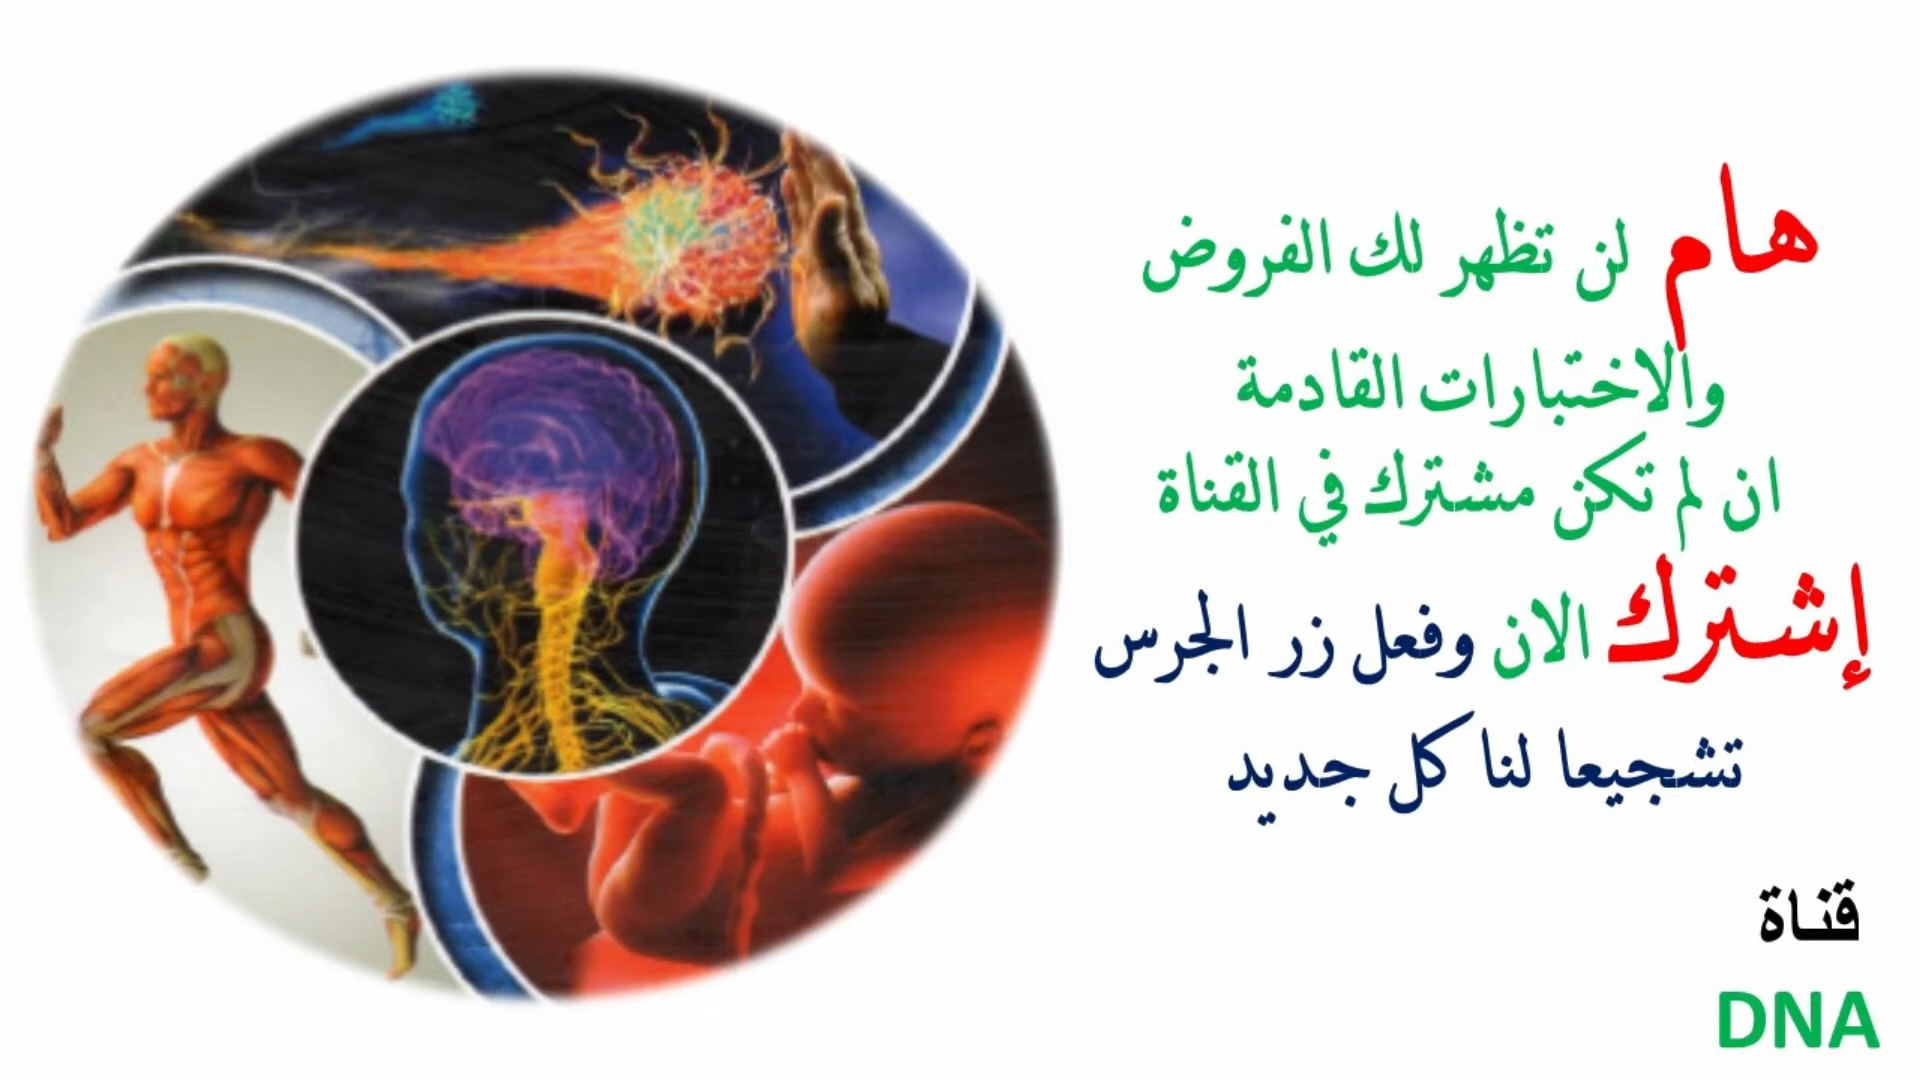 هام لن تظهر لك الفروض
والاختبارات القادمة
ان لم تكن مشترك في القناة
إشترك الان وفعل زر الجرس
تشجيعا لنا كل جديد
قناة
DNA